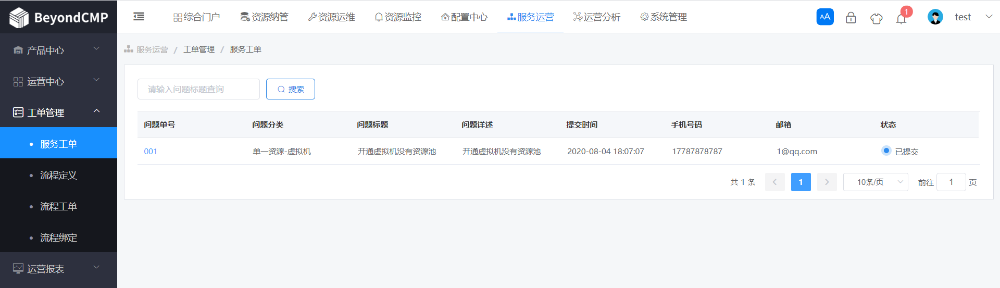 BeyondCMP
综合门户 资源纳管 资源运维 资源监控 配置中心 服务运营 运营分析 系统管理 AA 1 test
产品中心
运营中心
工单管理
服务工单
流程定义
流程工单
流程绑定
运营报表
服务运营 / 工单管理 / 服务工单
请输入问题标题查询 搜索
问题单号 问题分类 问题标题 问题详述 提交时间 手机号码 邮箱 状态
001 单一资源-虚拟机 开通虚拟机没有资源池 开通虚拟机没有资源池 2020-08-04 18:07:07 17787878787 1@qq.com 已提交
共 1 条 1 10条/页 前往 1 页